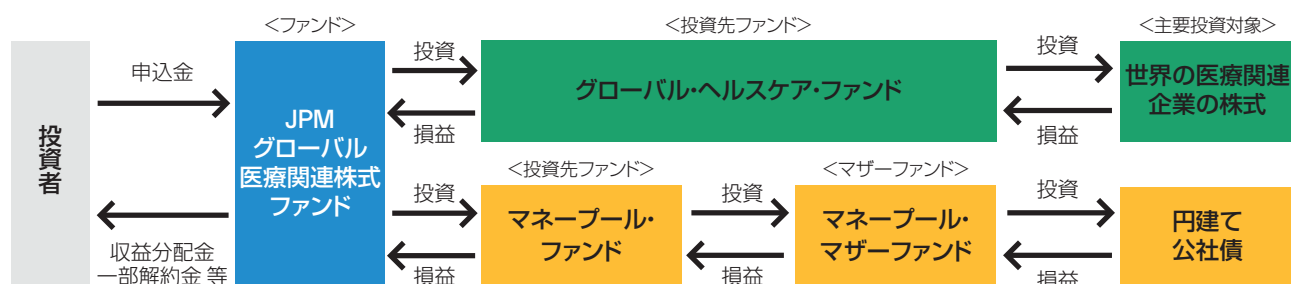 <ファンド>
<投資先ファンド>
<主要投資対象>
投資者
申込金
収益分配金
一部解約金 等
JPM
グローバル
医療関連株式
ファンド
投資
損益
グローバル・ヘルスケア・ファンド
投資
損益
世界の医療関連
企業の株式
<投資先ファンド>
<マザーファンド>
投資
損益
マネープール・
ファンド
投資
損益
マネープール・
マザーファンド
投資
損益
円建て
公社債